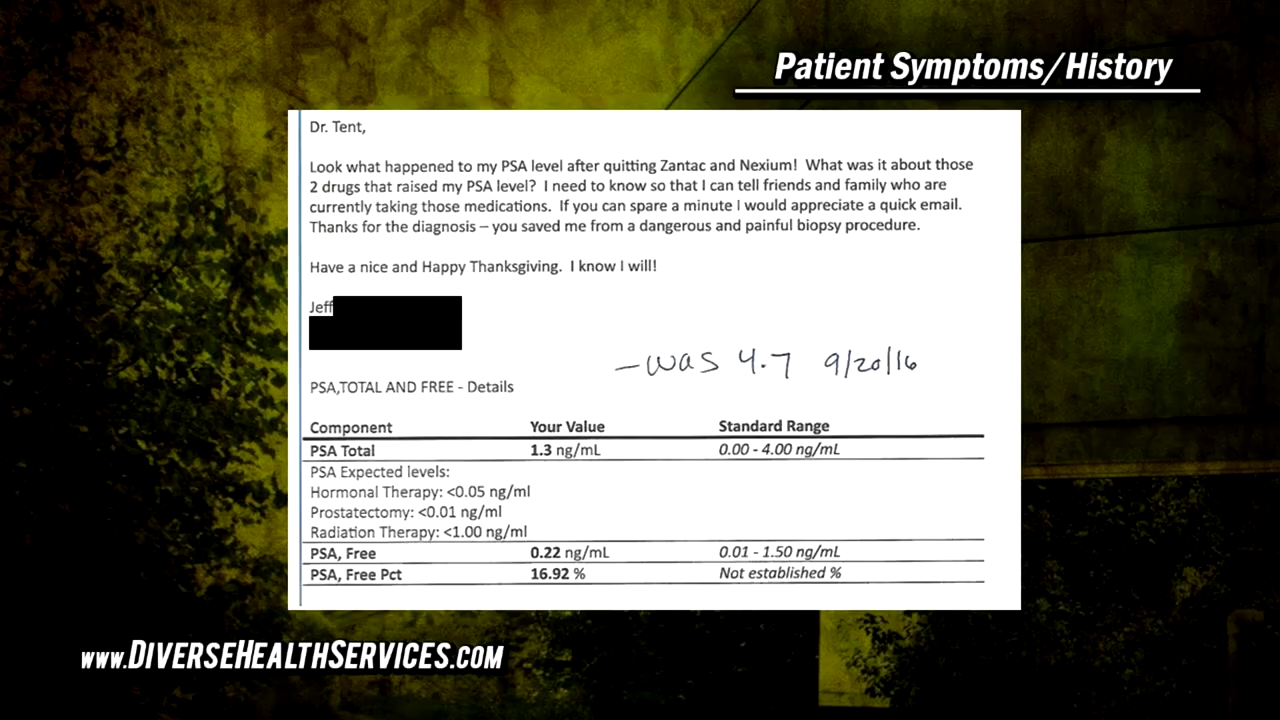 Patient Symptoms/History
Dr. Tent,
Look what happened to my PSA level after quitting Zantac and Nexium! What was it about those
2 drugs that raised my PSA level? I need to know so that I can tell friends and family who are
currently taking those medications. If you can spare a minute I would appreciate a quick email.
Thanks for the diagnosis – you saved me from a dangerous and painful biopsy procedure.
Have a nice and Happy Thanksgiving. I know I will!
Jeff
– was 4.7 9/20/16
PSA,TOTAL AND FREE - Details
Component Your Value Standard Range
PSA Total 1.3 ng/mL 0.00 - 4.00 ng/mL
PSA Expected levels:
Hormonal Therapy: <0.05 ng/ml
Prostatectomy: <0.01 ng/ml
Radiation Therapy: <1.00 ng/ml
PSA, Free 0.22 ng/mL 0.01 - 1.50 ng/mL
PSA, Free Pct 16.92 % Not established %
www.DiverseHealthServices.com